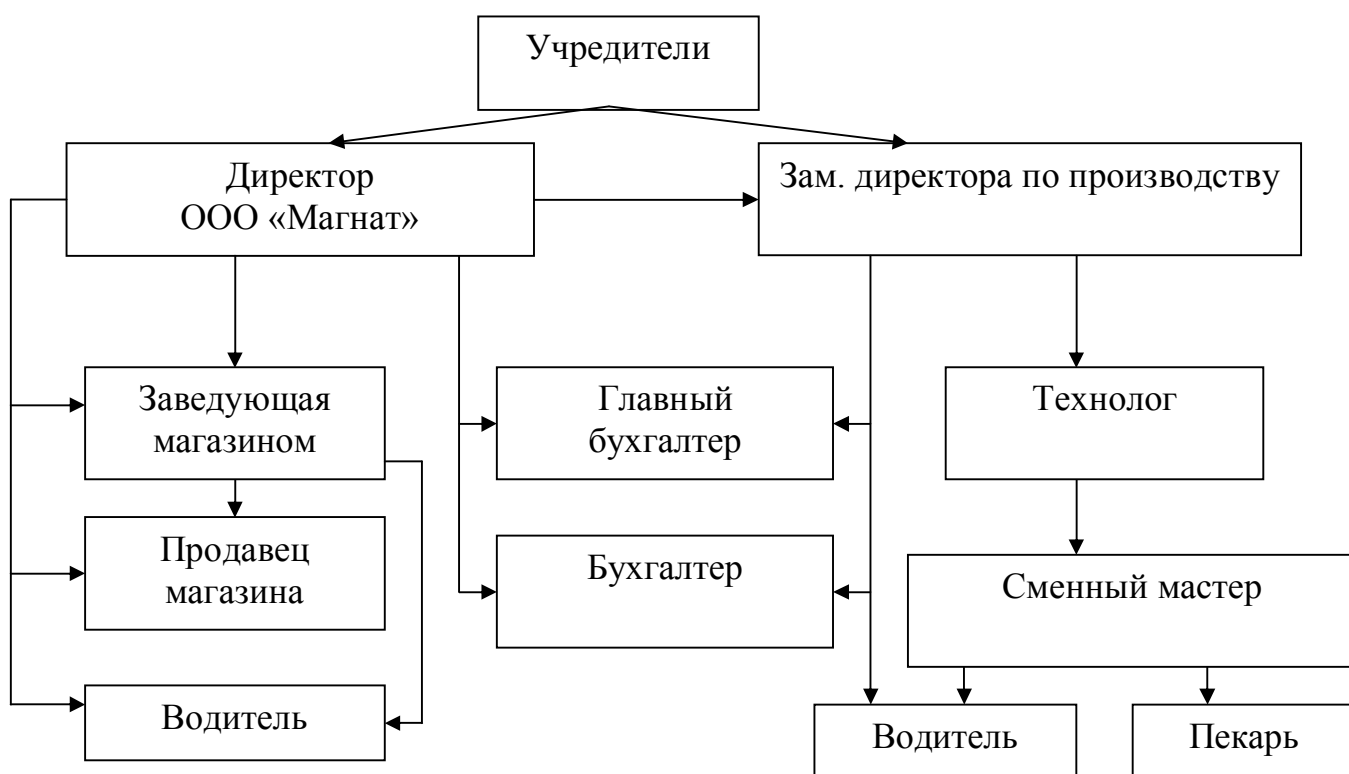 Учредители
Директор
ООО «Магнат»
Зам. директора по производству
Заведующая
магазином
Главный
бухгалтер
Технолог
Продавец
магазина
Бухгалтер
Сменный мастер
Водитель
Водитель
Пекарь